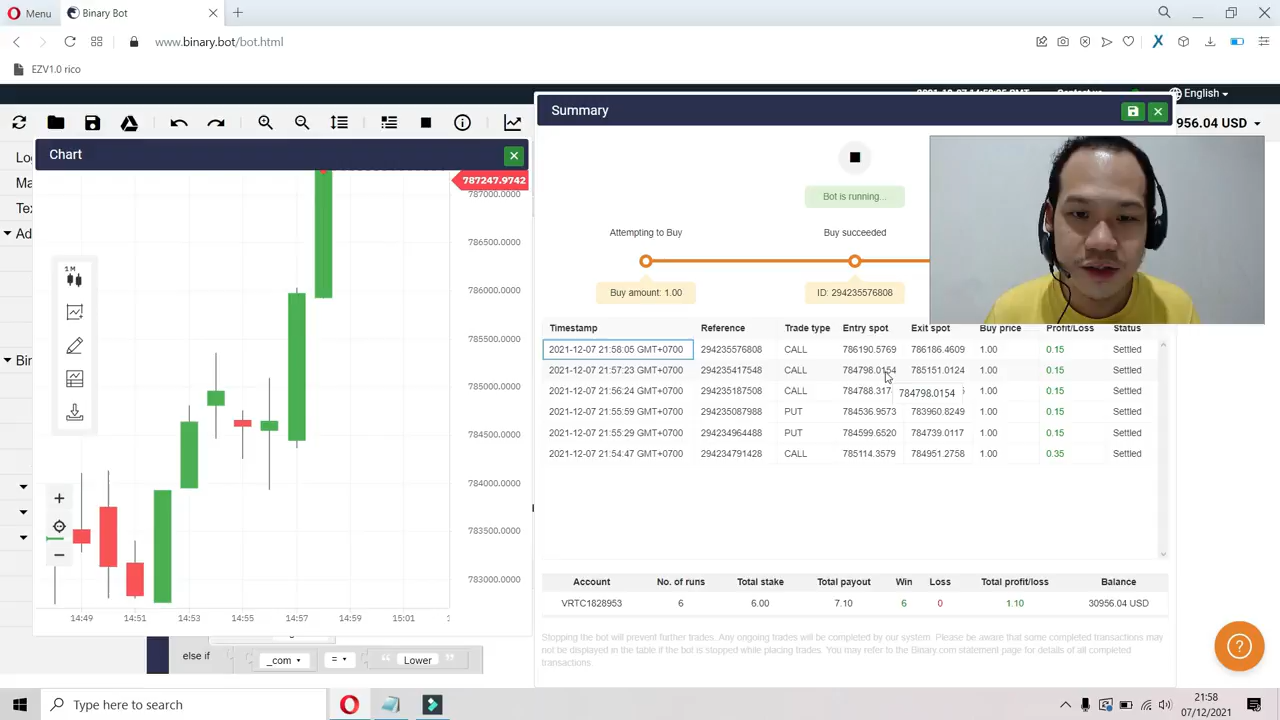 Menu
Binary Bot
www.binary.bot/bot.html
EZV1.0 rico
English
956.04 USD
Summary
Chart
787247.9742
787000.0000
786500.0000
786000.0000
785500.0000
785000.0000
784500.0000
784000.0000
783500.0000
783000.0000
1M
14:49 14:51 14:53 14:55 14:57 14:59 15:01
Bot is running...
Attempting to Buy Buy succeeded
Buy amount: 1.00 ID: 294235576808
Timestamp Reference Trade type Entry spot Exit spot Buy price Profit/Loss Status
2021-12-07 21:58:05 GMT+0700 294235576808 CALL 786190.5769 786186.4609 1.00 0.15 Settled
2021-12-07 21:57:23 GMT+0700 294235417548 CALL 784798.0154 785151.0124 1.00 0.15 Settled
2021-12-07 21:56:24 GMT+0700 294235187508 CALL 784788.317 1.00 0.15 Settled
784798.0154
2021-12-07 21:55:59 GMT+0700 294235087988 PUT 784536.9573 783960.8249 1.00 0.15 Settled
2021-12-07 21:55:29 GMT+0700 294234964488 PUT 784599.6520 784739.0117 1.00 0.15 Settled
2021-12-07 21:54:47 GMT+0700 294234791428 CALL 785114.3579 784951.2758 1.00 0.35 Settled
Account No. of runs Total stake Total payout Win Loss Total profit/loss Balance
VRTC1828953 6 6.00 7.10 6 0 1.10 30956.04 USD
Stopping the bot will prevent further trades. Any ongoing trades will be completed by our system. Please be aware that some completed transactions may
not be displayed in the table if the bot is stopped while placing trades. You may refer to the Binary.com statement page for details of all completed
transactions.
else if _com = “ Lower ”
Type here to search
21:58
07/12/2021